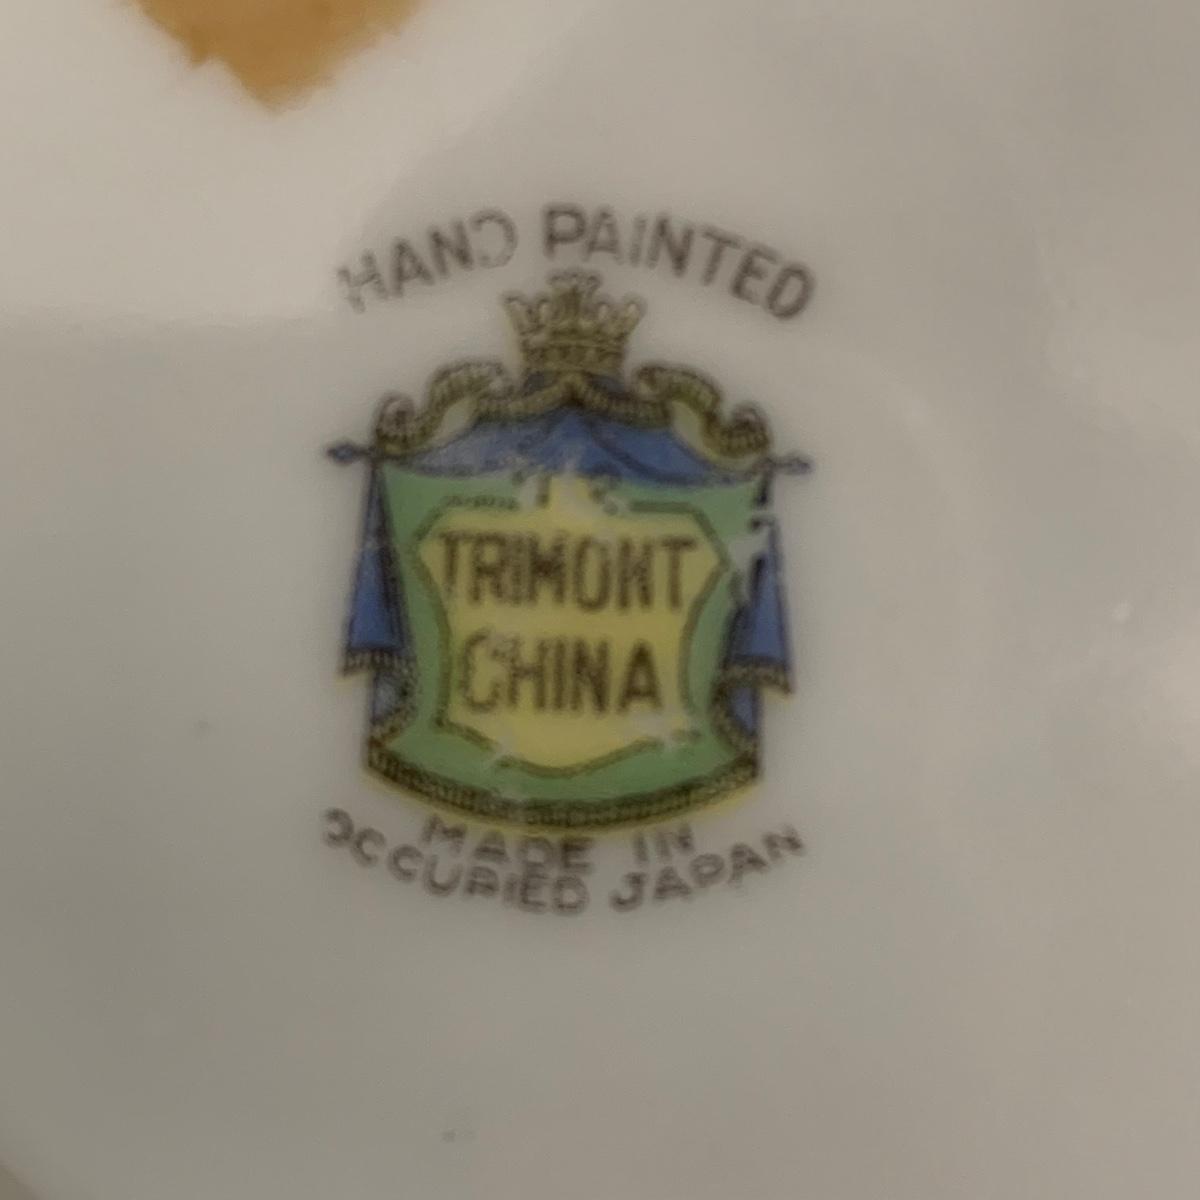 HAND PAINTED
TRIMONT
CHINA
MADE IN
OCCUPIED JAPAN